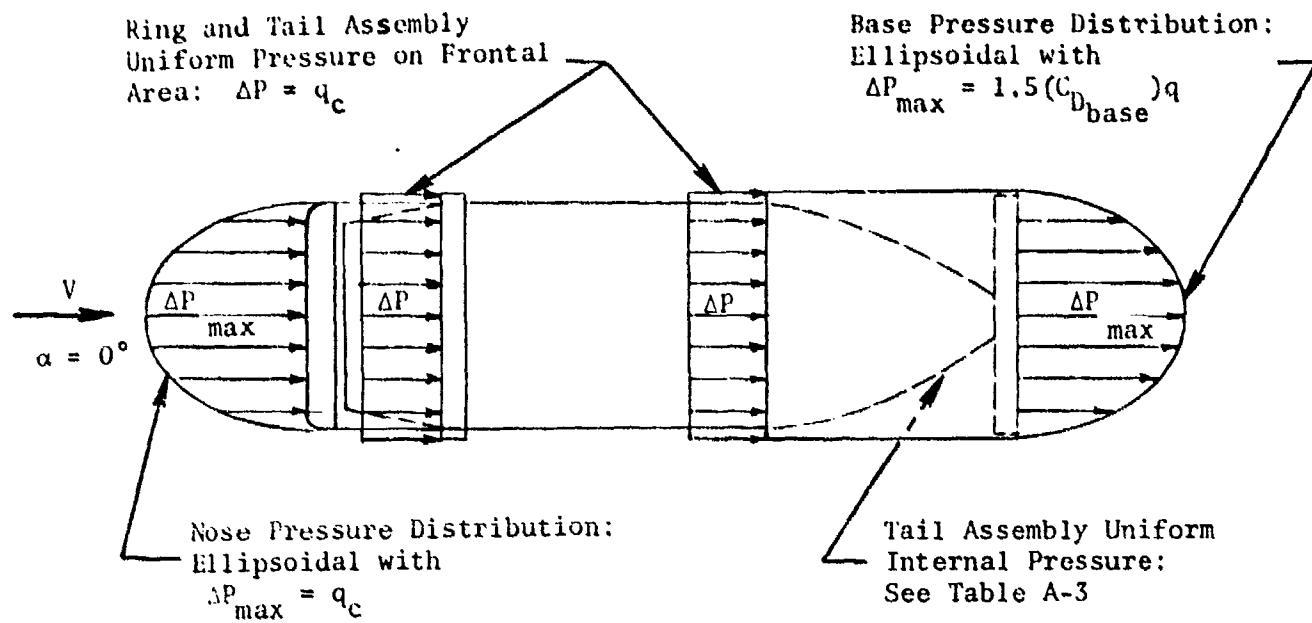 Ring and Tail Assembly
Uniform Pressure on Frontal
Area: ΔP = q_c
Base Pressure Distribution:
Ellipsoidal with
ΔP_max = 1.5(C_D_base)q
V
α = 0°
ΔP
max
ΔP
ΔP
ΔP
max
Nose Pressure Distribution:
Ellipsoidal with
ΔP_max = q_c
Tail Assembly Uniform
Internal Pressure:
See Table A-3